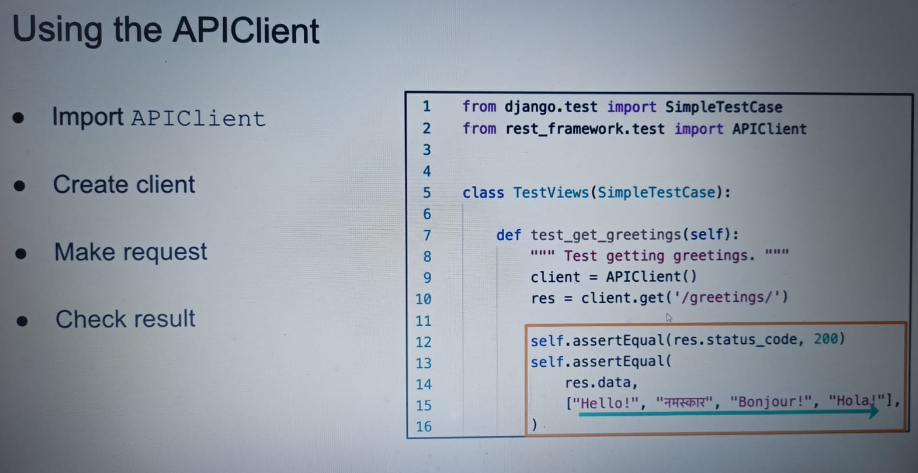 Using the APIClient
Import APIClient
Create client
Make request
Check result
1 from django.test import SimpleTestCase
2 from rest_framework.test import APIClient
3
4
5 class TestViews(SimpleTestCase):
6
7 def test_get_greetings(self):
8 """ Test getting greetings. """
9 client = APIClient()
10 res = client.get('/greetings/')
11
12 self.assertEqual(res.status_code, 200)
13 self.assertEqual(
14 res.data,
15 ["Hello!", "नमस्कार", "Bonjour!", "Hola!"],
16 )